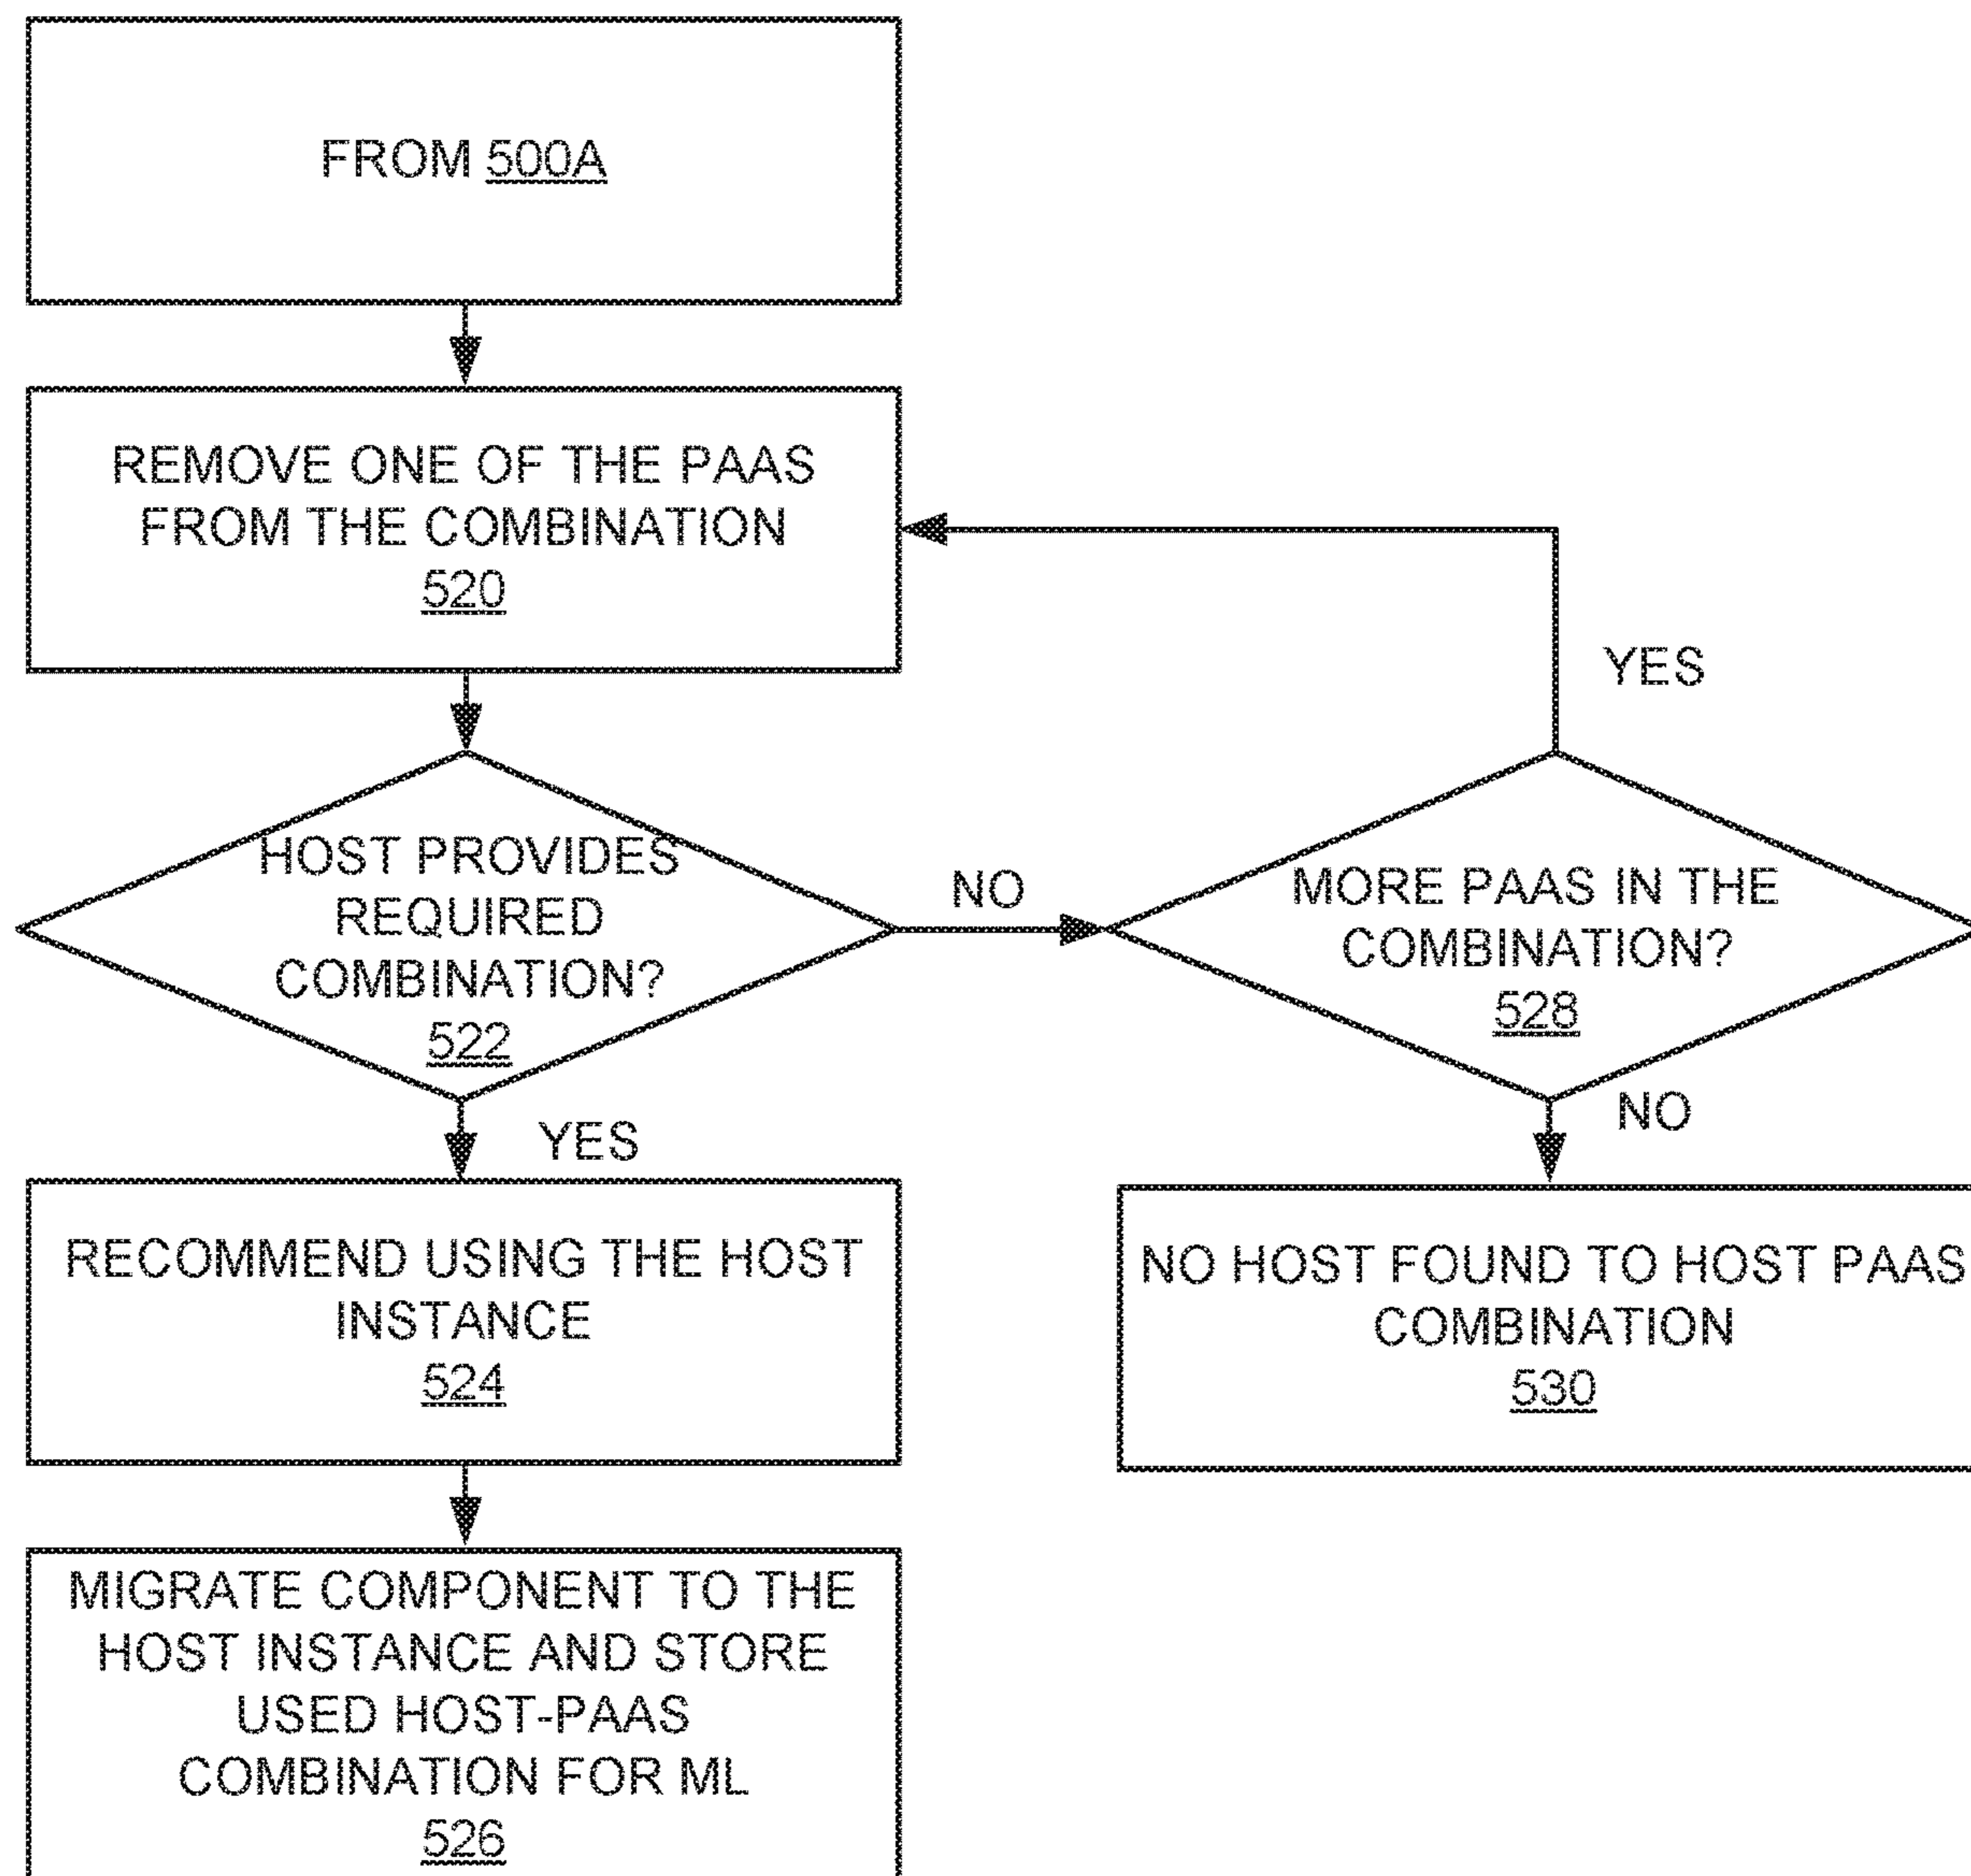 FROM 500A
REMOVE ONE OF THE PAAS
FROM THE COMBINATION
520
YES
HOST PROVIDES
REQUIRED
COMBINATION?
522
NO
MORE PAAS IN THE
COMBINATION?
528
YES
NO
RECOMMEND USING THE HOST
INSTANCE
524
NO HOST FOUND TO HOST PAAS
COMBINATION
530
MIGRATE COMPONENT TO THE
HOST INSTANCE AND STORE
USED HOST-PAAS
COMBINATION FOR ML
526